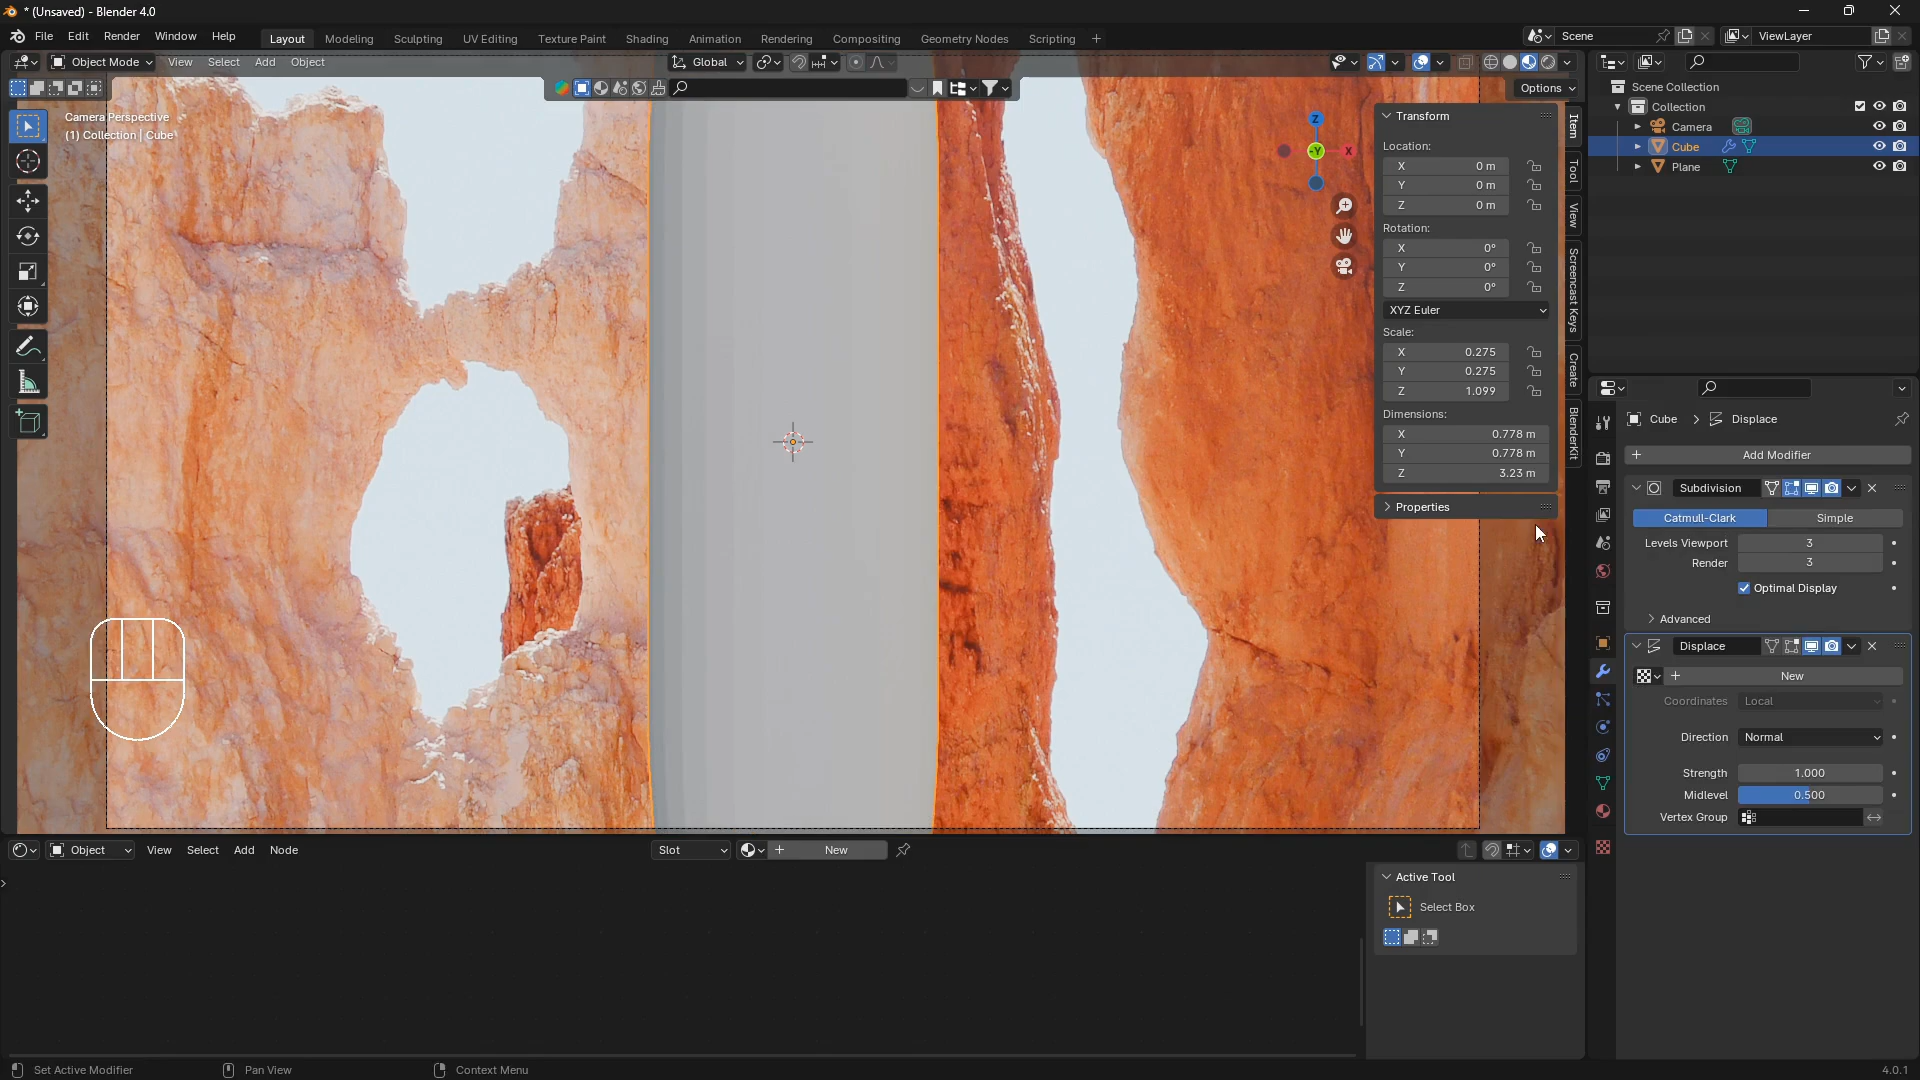 * (Unsaved) - Blender 4.0
File Edit Render Window Help
Layout Modeling Sculpting UV Editing Texture Paint Shading Animation Rendering Compositing Geometry Nodes Scripting +
Scene
ViewLayer
Object Mode View Select Add Object
Global
Options
Camera Perspective
(1) Collection | Cube
Z
-Y
X
Transform
Location:
X 0 m
Y 0 m
Z 0 m
Rotation:
X 0°
Y 0°
Z 0°
XYZ Euler
Scale:
X 0.275
Y 0.275
Z 1.099
Dimensions:
X 0.778 m
Y 0.778 m
Z 3.23 m
Properties
Item
Tool
View
Screencast Keys
Create
BlenderKit
Scene Collection
Collection
Camera
Cube
Plane
Cube > Displace
+ Add Modifier
Subdivision
Catmull-Clark Simple
Levels Viewport 3
Render 3
Optimal Display
Advanced
Displace
+ New
Coordinates Local
Direction Normal
Strength 1.000
Midlevel 0.500
Vertex Group
Object View Select Add Node
Slot
+ New
Active Tool
Select Box
Set Active Modifier
Pan View
Context Menu
4.0.1